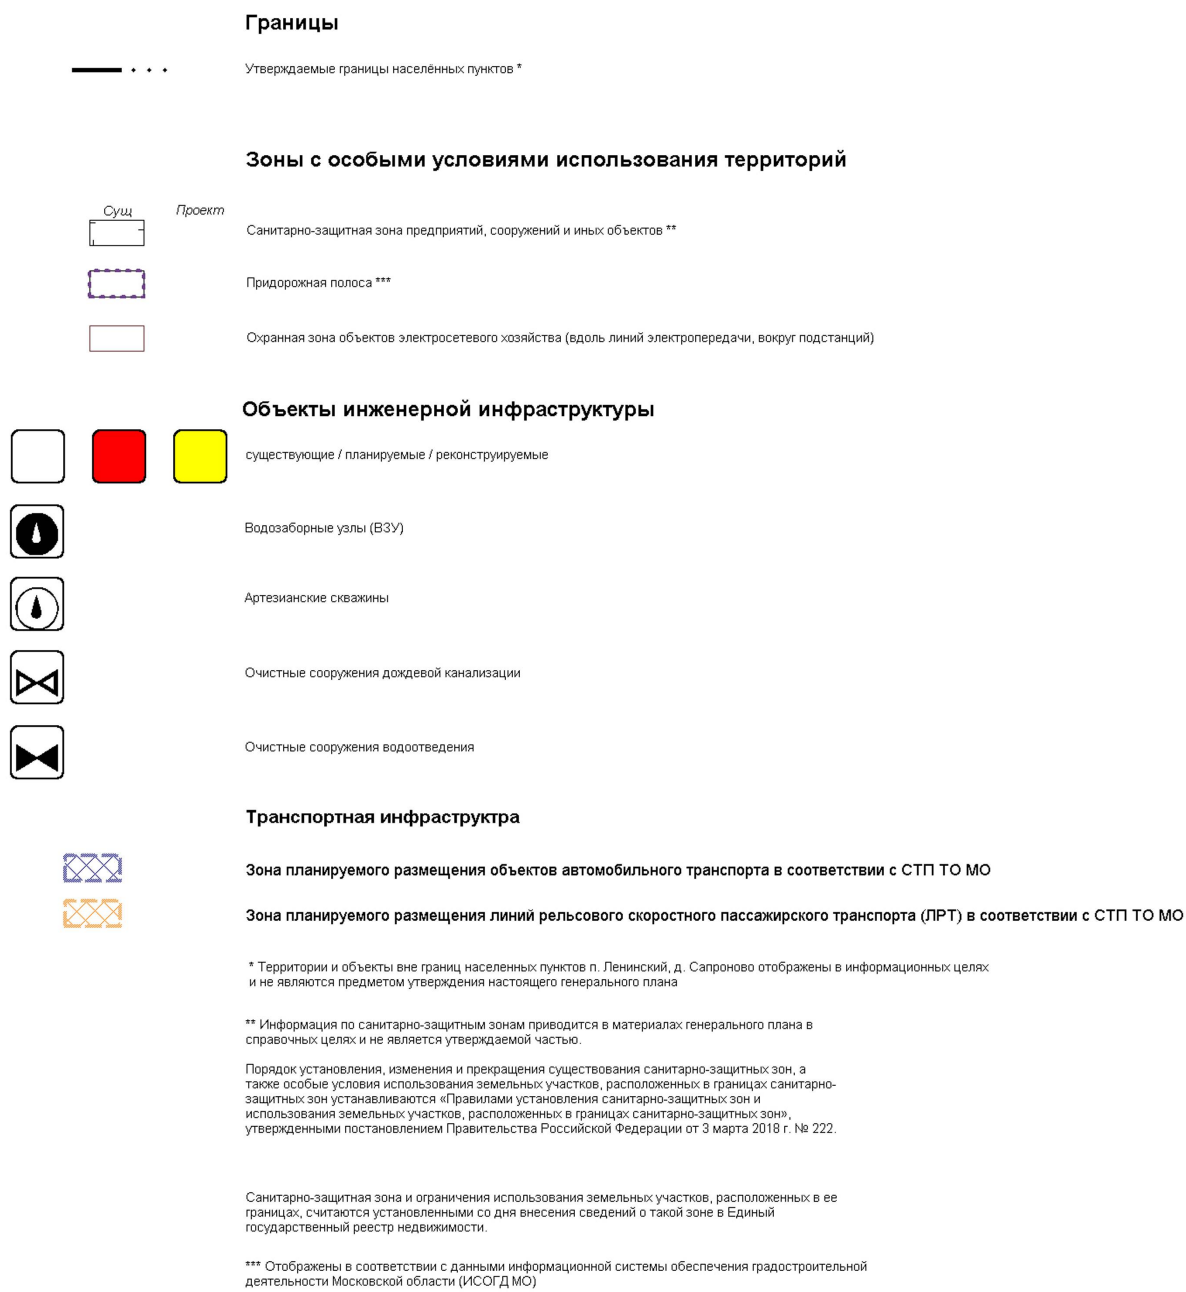 Границы
Утверждаемые границы населённых пунктов *
Зоны с особыми условиями использования территорий
Сущ Проект
Санитарно-защитная зона предприятий, сооружений и иных объектов **
Придорожная полоса ***
Охранная зона объектов электросетевого хозяйства (вдоль линий электропередачи, вокруг подстанций)
Объекты инженерной инфраструктуры
существующие / планируемые / реконструируемые
Водозаборные узлы (ВЗУ)
Артезианские скважины
Очистные сооружения дождевой канализации
Очистные сооружения водоотведения
Транспортная инфраструктра
Зона планируемого размещения объектов автомобильного транспорта в соответствии с СТП ТО МО
Зона планируемого размещения линий рельсового скоростного пассажирского транспорта (ЛРТ) в соответствии с СТП ТО МО
* Территории и объекты вне границ населенных пунктов п. Ленинский, д. Сапроново отображены в информационных целях
и не являются предметом утверждения настоящего генерального плана
** Информация по санитарно-защитным зонам приводится в материалах генерального плана в
справочных целях и не является утверждаемой частью.
Порядок установления, изменения и прекращения существования санитарно-защитных зон, а
также особые условия использования земельных участков, расположенных в границах санитарно-
защитных зон устанавливаются «Правилами установления санитарно-защитных зон и
использования земельных участков, расположенных в границах санитарно-защитных зон»,
утвержденными постановлением Правительства Российской Федерации от 3 марта 2018 г. № 222.
Санитарно-защитная зона и ограничения использования земельных участков, расположенных в ее
границах, считаются установленными со дня внесения сведений о такой зоне в Единый
государственный реестр недвижимости.
*** Отображены в соответствии с данными информационной системы обеспечения градостроительной
деятельности Московской области (ИСОГД МО)